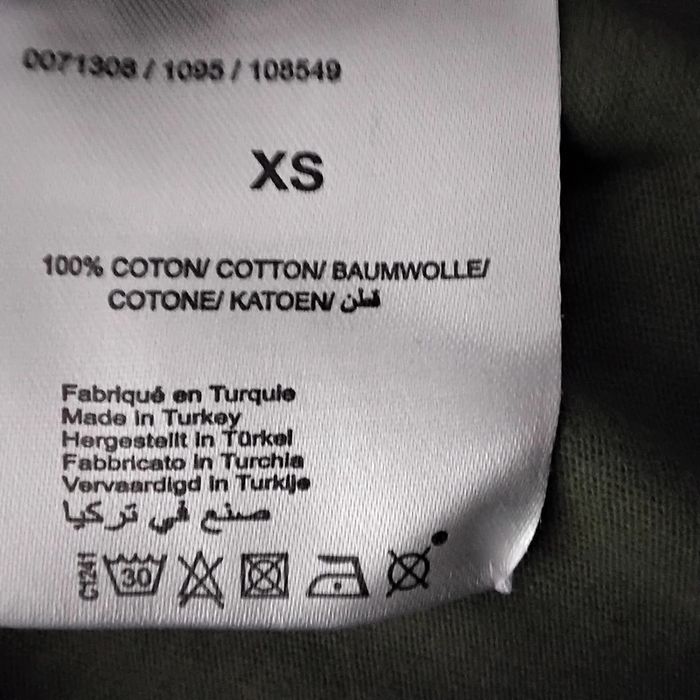 0071308 / 1095 / 108549
XS
100% COTON/ COTTON/ BAUMWOLLE/
COTONE/ KATOEN/ قطن
Fabriqué en Turquie
Made in Turkey
Hergestellt in Türkei
Fabbricato in Turchia
Vervaardigd in Turkije
صنع في تركيا
C1241 30